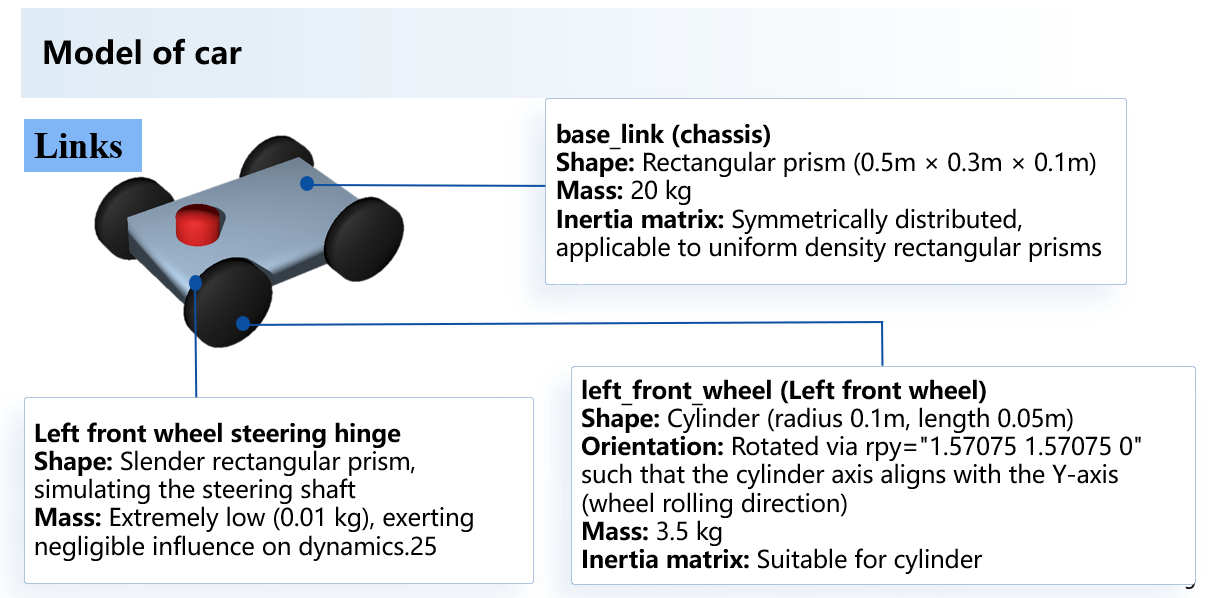 Model of car
Links
base_link (chassis)
Shape: Rectangular prism (0.5m × 0.3m × 0.1m)
Mass: 20 kg
Inertia matrix: Symmetrically distributed,
applicable to uniform density rectangular prisms
Left front wheel steering hinge
Shape: Slender rectangular prism,
simulating the steering shaft
Mass: Extremely low (0.01 kg), exerting
negligible influence on dynamics.25
left_front_wheel (Left front wheel)
Shape: Cylinder (radius 0.1m, length 0.05m)
Orientation: Rotated via rpy="1.57075 1.57075 0"
such that the cylinder axis aligns with the Y-axis
(wheel rolling direction)
Mass: 3.5 kg
Inertia matrix: Suitable for cylinder